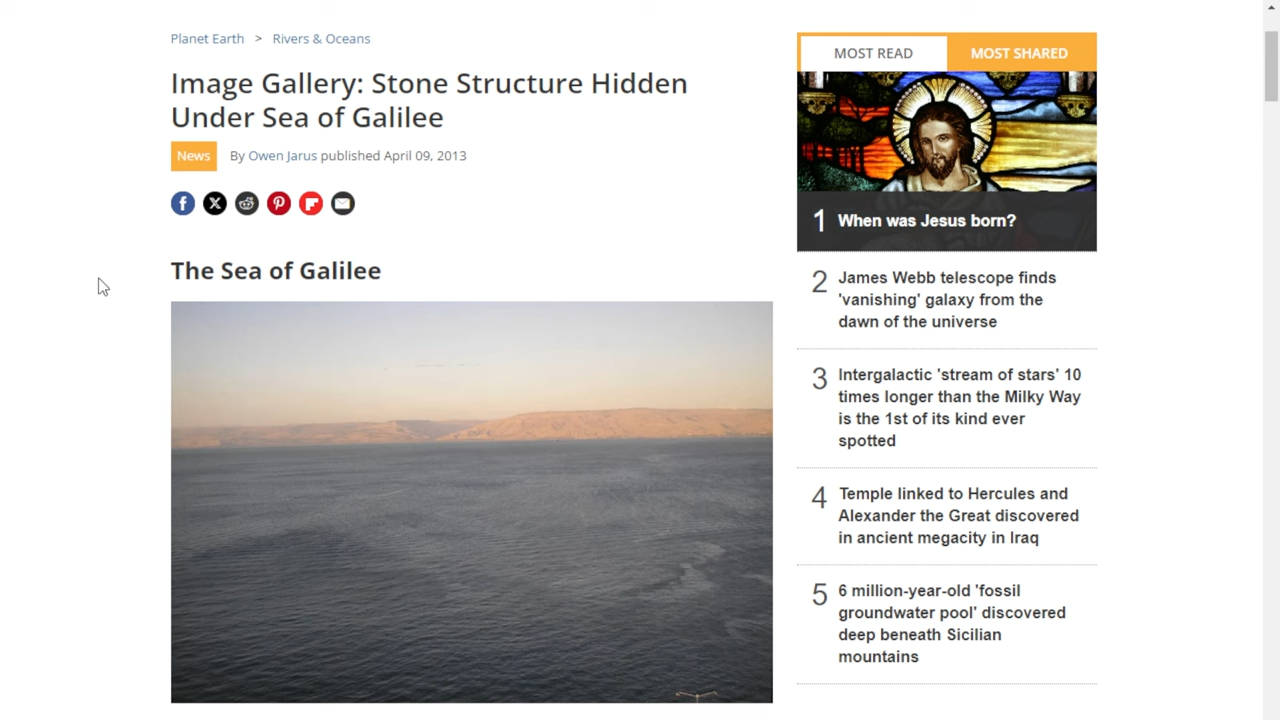 Planet Earth > Rivers & Oceans
Image Gallery: Stone Structure Hidden
Under Sea of Galilee
News By Owen Jarus published April 09, 2013
The Sea of Galilee
MOST READ MOST SHARED
1 When was Jesus born?
2 James Webb telescope finds
'vanishing' galaxy from the
dawn of the universe
3 Intergalactic 'stream of stars' 10
times longer than the Milky Way
is the 1st of its kind ever
spotted
4 Temple linked to Hercules and
Alexander the Great discovered
in ancient megacity in Iraq
5 6 million-year-old 'fossil
groundwater pool' discovered
deep beneath Sicilian
mountains